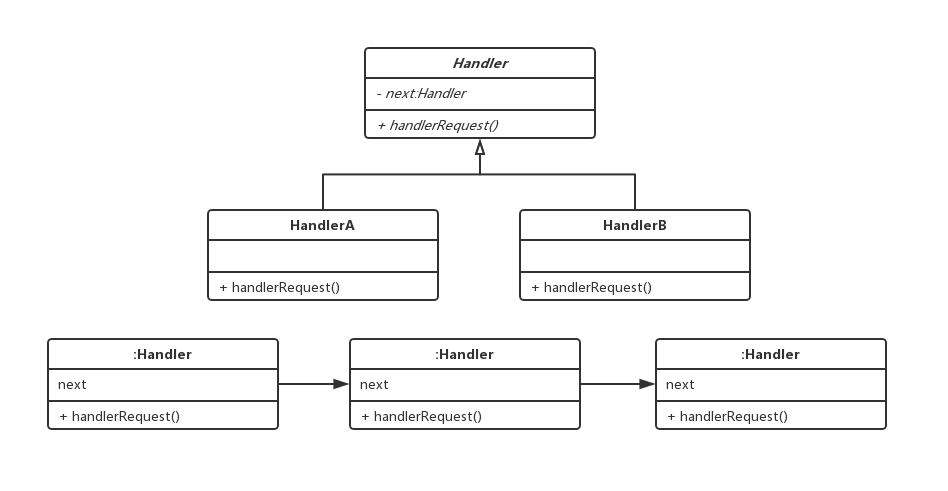 Handler
- next:Handler
+ handlerRequest()
HandlerA
+ handlerRequest()
HandlerB
+ handlerRequest()
:Handler
next
+ handlerRequest()
:Handler
next
+ handlerRequest()
:Handler
next
+ handlerRequest()